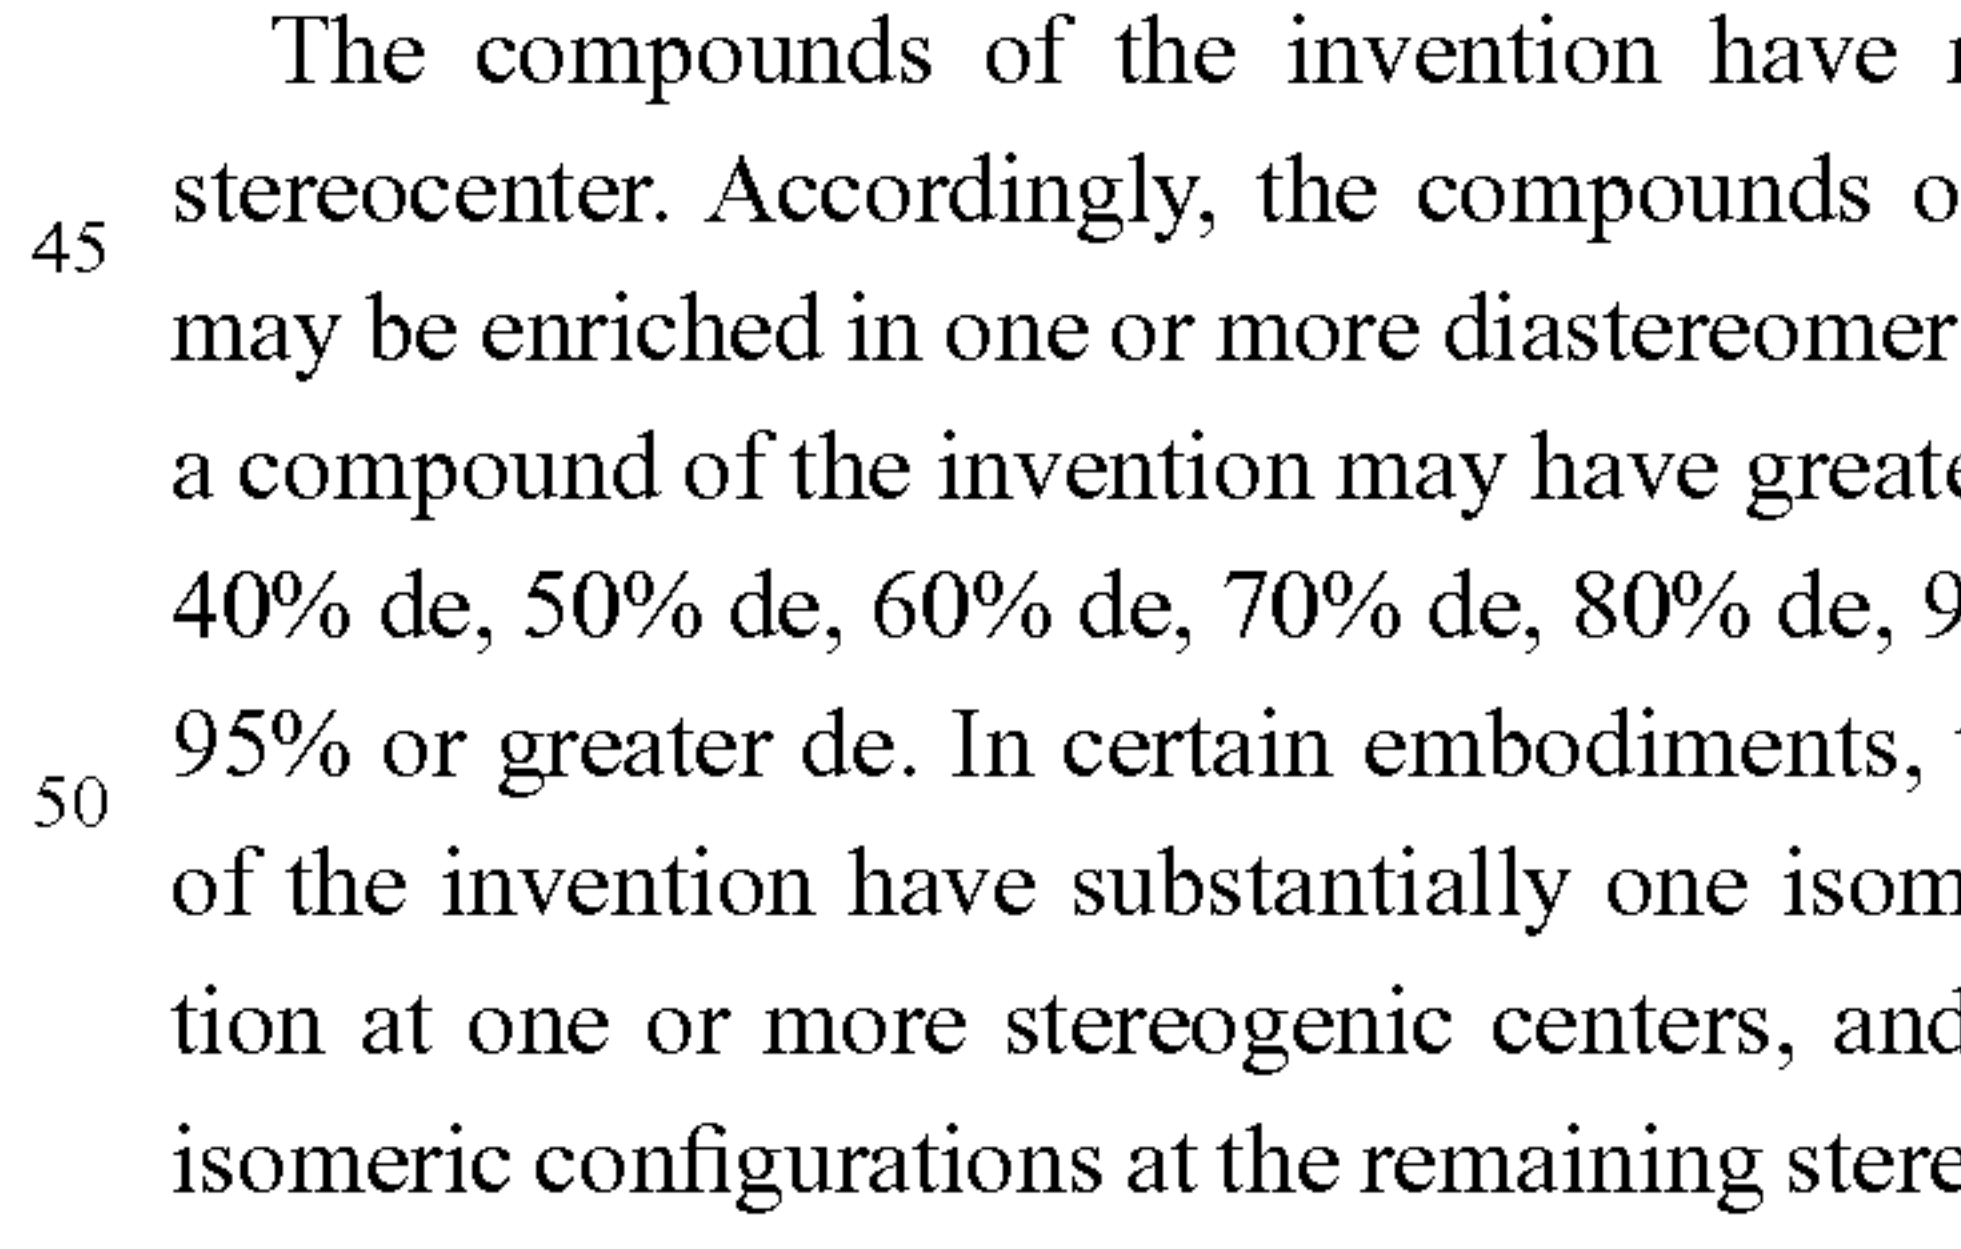 The compounds of the invention have
stereocenter. Accordingly, the compounds
45
may be enriched in one or more diastereomer
a compound of the invention may have
40% de, 50% de, 60% de, 70% de, 80% de,
95% or greater de. In certain embodiments,
50
of the invention have substantially one
tion at one or more stereogenic centers, and
isomeric configurations at the remaining